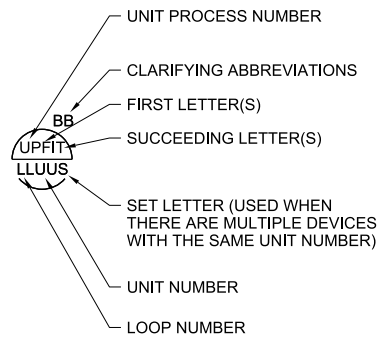 UNIT PROCESS NUMBER
CLARIFYING ABBREVIATIONS
BB
FIRST LETTER(S)
UPFIT
SUCCEEDING LETTER(S)
LLUUS
SET LETTER (USED WHEN
THERE ARE MULTIPLE DEVICES
WITH THE SAME UNIT NUMBER)
UNIT NUMBER
LOOP NUMBER